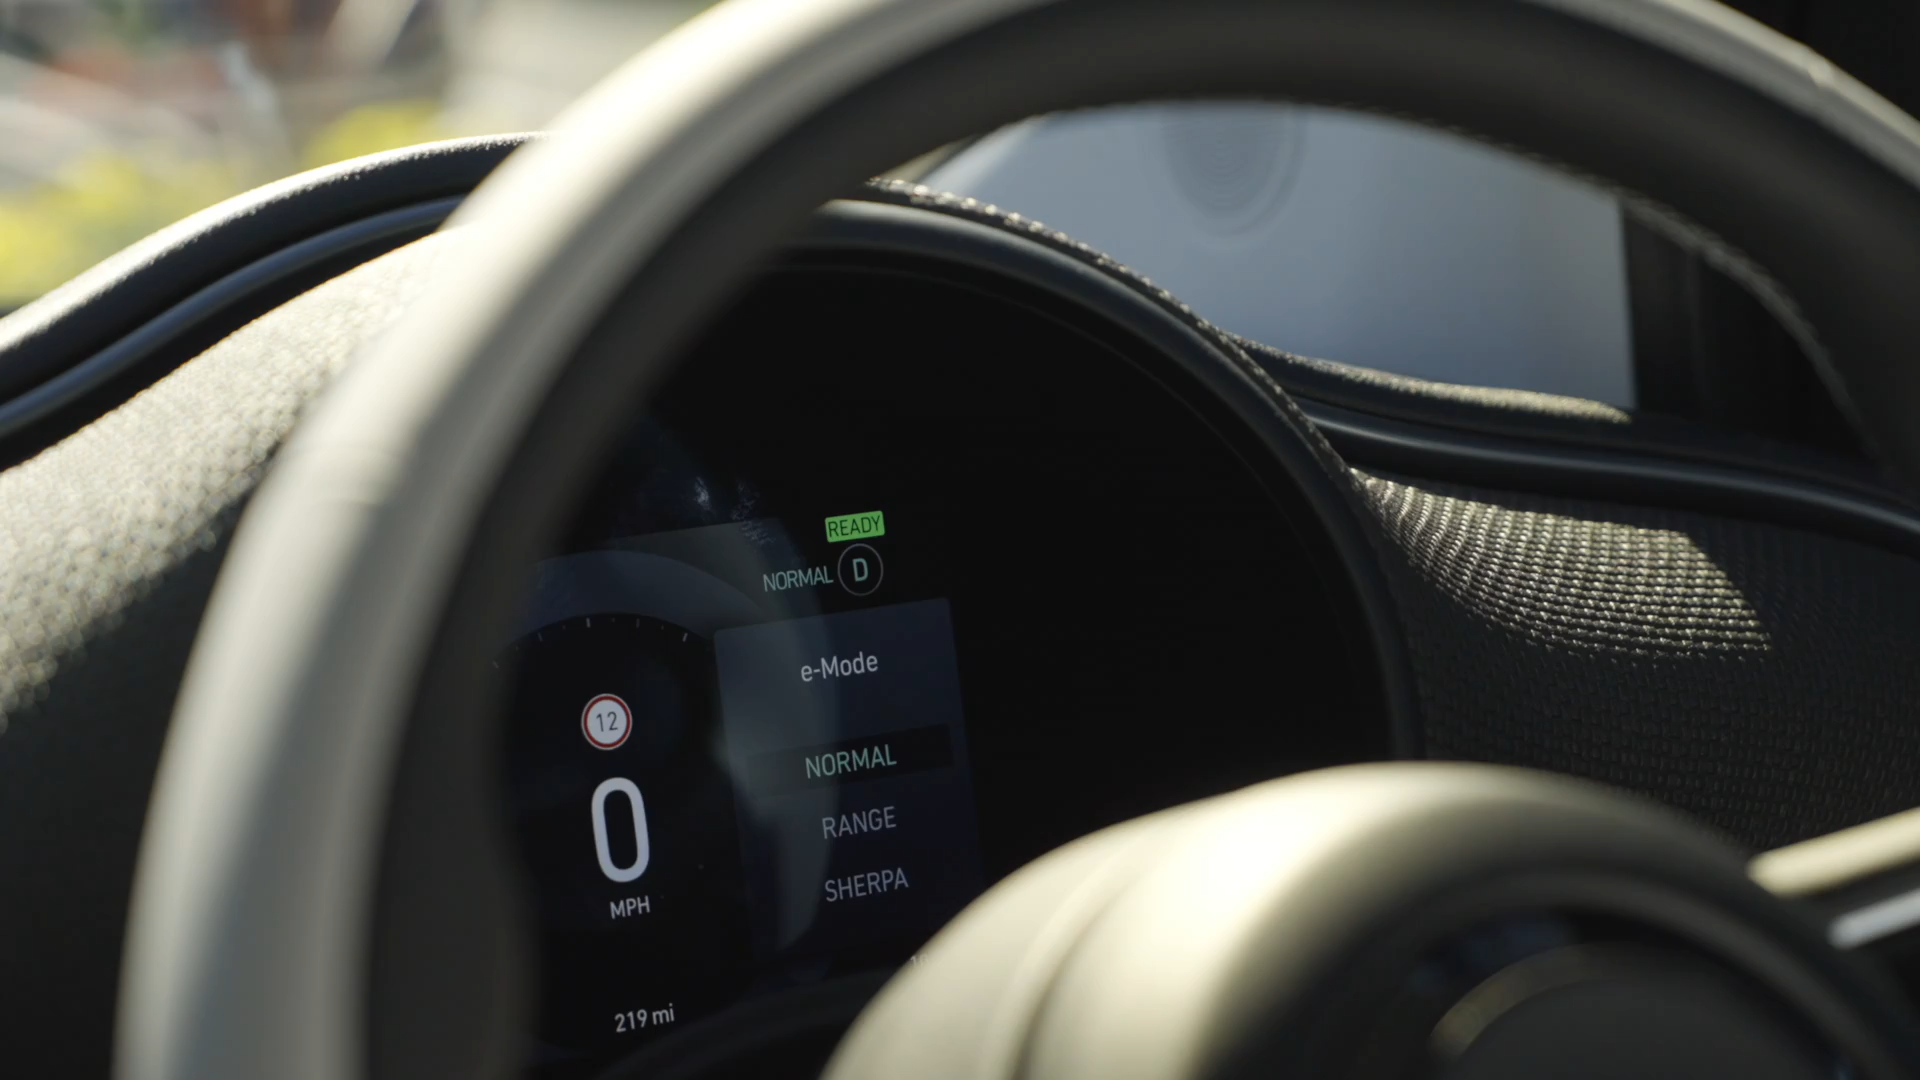 READY
NORMAL D
e-Mode
12
NORMAL
0
RANGE
MPH
SHERPA
219 mi